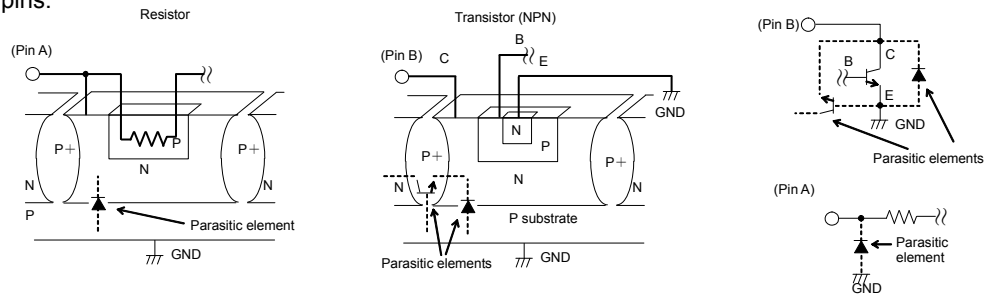 pins.
Resistor
(Pin A)
P+
P
P+
N
N
N
P
Parasitic element
GND
Transistor (NPN)
B
(Pin B)
C
E
GND
N
P+
P
P+
N
N
N
P substrate
Parasitic elements
GND
(Pin B)
C
B
E
GND
Parasitic elements
(Pin A)
Parasitic
element
GND